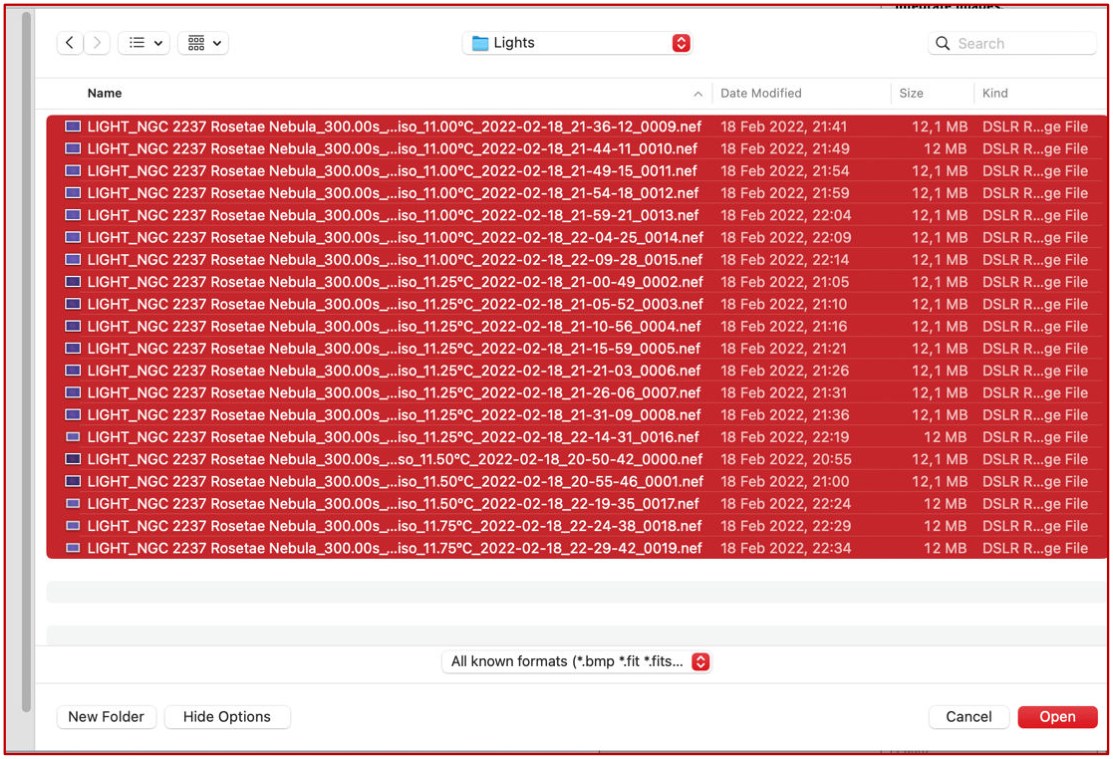 Integrate images.
Lights
Search
Name Date Modified Size Kind
LIGHT_NGC 2237 Rosetae Nebula_300.00s_...iso_11.00°C_2022-02-18_21-36-12_0009.nef 18 Feb 2022, 21:41 12,1 MB DSLR R...ge File
LIGHT_NGC 2237 Rosetae Nebula_300.00s_...iso_11.00°C_2022-02-18_21-44-11_0010.nef 18 Feb 2022, 21:49 12 MB DSLR R...ge File
LIGHT_NGC 2237 Rosetae Nebula_300.00s_...iso_11.00°C_2022-02-18_21-49-15_0011.nef 18 Feb 2022, 21:54 12,1 MB DSLR R...ge File
LIGHT_NGC 2237 Rosetae Nebula_300.00s_...iso_11.00°C_2022-02-18_21-54-18_0012.nef 18 Feb 2022, 21:59 12,1 MB DSLR R...ge File
LIGHT_NGC 2237 Rosetae Nebula_300.00s_...iso_11.00°C_2022-02-18_21-59-21_0013.nef 18 Feb 2022, 22:04 12,1 MB DSLR R...ge File
LIGHT_NGC 2237 Rosetae Nebula_300.00s_...iso_11.00°C_2022-02-18_22-04-25_0014.nef 18 Feb 2022, 22:09 12,1 MB DSLR R...ge File
LIGHT_NGC 2237 Rosetae Nebula_300.00s_...iso_11.00°C_2022-02-18_22-09-28_0015.nef 18 Feb 2022, 22:14 12,1 MB DSLR R...ge File
LIGHT_NGC 2237 Rosetae Nebula_300.00s_...iso_11.25°C_2022-02-18_21-00-49_0002.nef 18 Feb 2022, 21:05 12,1 MB DSLR R...ge File
LIGHT_NGC 2237 Rosetae Nebula_300.00s_...iso_11.25°C_2022-02-18_21-05-52_0003.nef 18 Feb 2022, 21:10 12,1 MB DSLR R...ge File
LIGHT_NGC 2237 Rosetae Nebula_300.00s_...iso_11.25°C_2022-02-18_21-10-56_0004.nef 18 Feb 2022, 21:16 12,1 MB DSLR R...ge File
LIGHT_NGC 2237 Rosetae Nebula_300.00s_...iso_11.25°C_2022-02-18_21-15-59_0005.nef 18 Feb 2022, 21:21 12,1 MB DSLR R...ge File
LIGHT_NGC 2237 Rosetae Nebula_300.00s_...iso_11.25°C_2022-02-18_21-21-03_0006.nef 18 Feb 2022, 21:26 12,1 MB DSLR R...ge File
LIGHT_NGC 2237 Rosetae Nebula_300.00s_...iso_11.25°C_2022-02-18_21-26-06_0007.nef 18 Feb 2022, 21:31 12,1 MB DSLR R...ge File
LIGHT_NGC 2237 Rosetae Nebula_300.00s_...iso_11.25°C_2022-02-18_21-31-09_0008.nef 18 Feb 2022, 21:36 12,1 MB DSLR R...ge File
LIGHT_NGC 2237 Rosetae Nebula_300.00s_...iso_11.25°C_2022-02-18_22-14-31_0016.nef 18 Feb 2022, 22:19 12 MB DSLR R...ge File
LIGHT_NGC 2237 Rosetae Nebula_300.00s_...so_11.50°C_2022-02-18_20-50-42_0000.nef 18 Feb 2022, 20:55 12,1 MB DSLR R...ge File
LIGHT_NGC 2237 Rosetae Nebula_300.00s_...iso_11.50°C_2022-02-18_20-55-46_0001.nef 18 Feb 2022, 21:00 12,1 MB DSLR R...ge File
LIGHT_NGC 2237 Rosetae Nebula_300.00s_...iso_11.50°C_2022-02-18_22-19-35_0017.nef 18 Feb 2022, 22:24 12 MB DSLR R...ge File
LIGHT_NGC 2237 Rosetae Nebula_300.00s_...iso_11.75°C_2022-02-18_22-24-38_0018.nef 18 Feb 2022, 22:29 12 MB DSLR R...ge File
LIGHT_NGC 2237 Rosetae Nebula_300.00s_...iso_11.75°C_2022-02-18_22-29-42_0019.nef 18 Feb 2022, 22:34 12 MB DSLR R...ge File
All known formats (*.bmp *.fit *.fits...
New Folder Hide Options Cancel Open